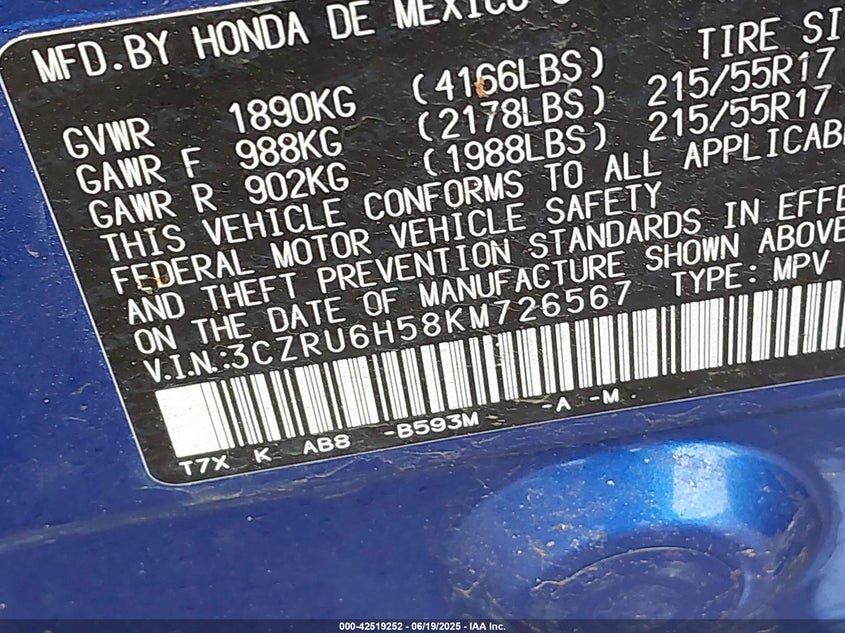 MFD.BY HONDA DE MEXICO
TIRE SI
GVWR 1890KG (4166LBS)
GAWR F 988KG (2178LBS) 215/55R17
GAWR R 902KG (1988LBS) 215/55R17
THIS VEHICLE CONFORMS TO ALL APPLICABL
FEDERAL MOTOR VEHICLE SAFETY
AND THEFT PREVENTION STANDARDS IN EFFE
ON THE DATE OF MANUFACTURE SHOWN ABOVE
V.I.N.:3CZRU6H58KM726567 TYPE: MPV
T7X K AB8 -B593M -A -M
000-42519252 - 06/19/2025 - IAA Inc.